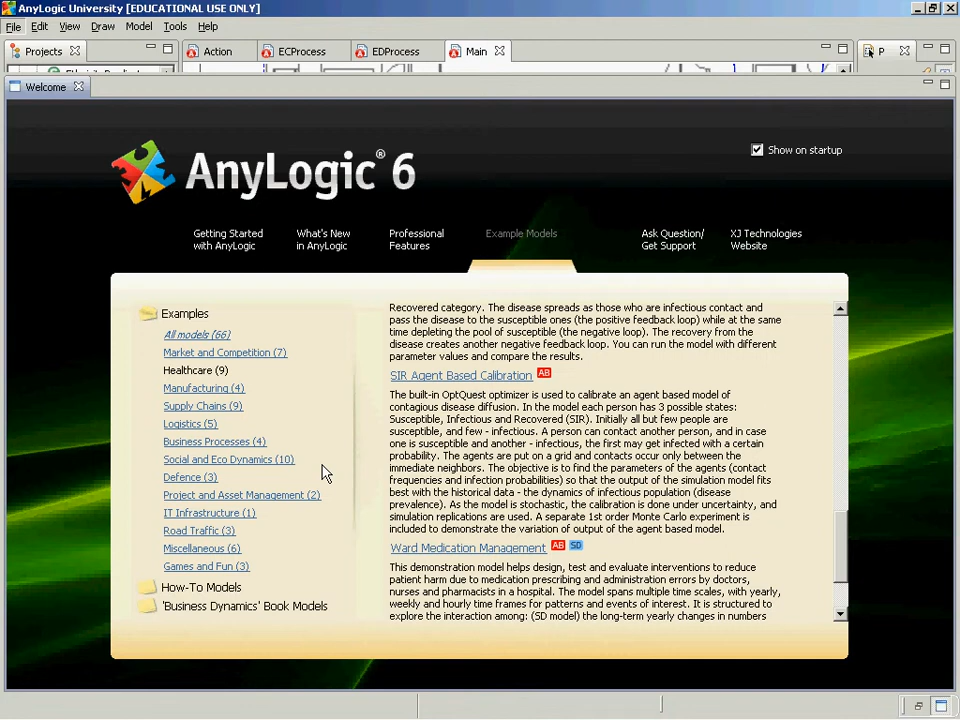 AnyLogic University [EDUCATIONAL USE ONLY]
File Edit View Draw Model Tools Help
Projects Action ECProcess EDProcess Main P
Welcome
AnyLogic® 6
Show on startup
Getting Started with AnyLogic
What's New in AnyLogic
Professional Features
Example Models
Ask Question/ Get Support
XJ Technologies Website
Examples
All models (66)
Market and Competition (7)
Healthcare (9)
Manufacturing (4)
Supply Chains (9)
Logistics (5)
Business Processes (4)
Social and Eco Dynamics (10)
Defence (3)
Project and Asset Management (2)
IT Infrastructure (1)
Road Traffic (3)
Miscellaneous (6)
Games and Fun (3)
How-To Models
'Business Dynamics' Book Models
Recovered category. The disease spreads as those who are infectious contact and
pass the disease to the susceptible ones (the positive feedback loop) while at the same
time depleting the pool of susceptible (the negative loop). The recovery from the
disease creates another negative feedback loop. You can run the model with different
parameter values and compare the results.
SIR Agent Based Calibration AB
The built-in OptQuest optimizer is used to calibrate an agent based model of
contagious disease diffusion. In the model each person has 3 possible states:
Susceptible, Infectious and Recovered (SIR). Initially all but few people are
susceptible, and few - infectious. A person can contact another person, and in case
one is susceptible and another - infectious, the first may get infected with a certain
probability. The agents are put on a grid and contacts occur only between the
immediate neighbors. The objective is to find the parameters of the agents (contact
frequencies and infection probabilities) so that the output of the simulation model fits
best with the historical data - the dynamics of infectious population (disease
prevalence). As the model is stochastic, the calibration is done under uncertainty, and
simulation replications are used. A separate 1st order Monte Carlo experiment is
included to demonstrate the variation of output of the agent based model.
Ward Medication Management AB SD
This demonstration model helps design, test and evaluate interventions to reduce
patient harm due to medication prescribing and administration errors by doctors,
nurses and pharmacists in a hospital. The model spans multiple time scales, with yearly,
weekly and hourly time frames for patterns and events of interest. It is structured to
explore the interaction among: (SD model) the long-term yearly changes in numbers